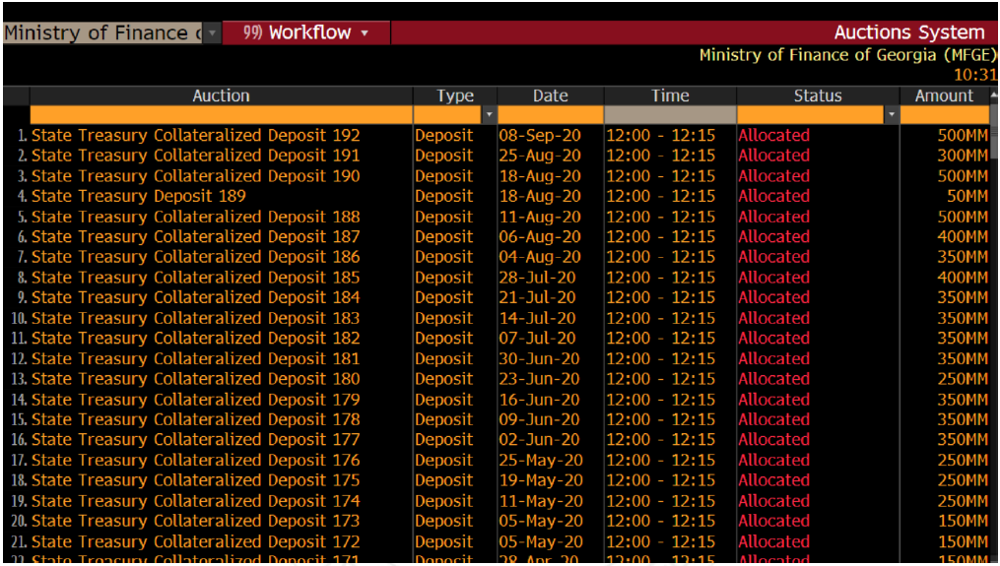 Ministry of Finance 99) Workflow Auctions System
Ministry of Finance of Georgia (MFGE)
10:31
Auction Type Date Time Status Amount
1. State Treasury Collateralized Deposit 192 Deposit 08-Sep-20 12:00 - 12:15 Allocated 500MM
2. State Treasury Collateralized Deposit 191 Deposit 25-Aug-20 12:00 - 12:15 Allocated 300MM
3. State Treasury Collateralized Deposit 190 Deposit 18-Aug-20 12:00 - 12:15 Allocated 500MM
4. State Treasury Deposit 189 Deposit 18-Aug-20 12:00 - 12:15 Allocated 50MM
5. State Treasury Collateralized Deposit 188 Deposit 11-Aug-20 12:00 - 12:15 Allocated 500MM
6. State Treasury Collateralized Deposit 187 Deposit 06-Aug-20 12:00 - 12:15 Allocated 400MM
7. State Treasury Collateralized Deposit 186 Deposit 04-Aug-20 12:00 - 12:15 Allocated 350MM
8. State Treasury Collateralized Deposit 185 Deposit 28-Jul-20 12:00 - 12:15 Allocated 400MM
9. State Treasury Collateralized Deposit 184 Deposit 21-Jul-20 12:00 - 12:15 Allocated 350MM
10. State Treasury Collateralized Deposit 183 Deposit 14-Jul-20 12:00 - 12:15 Allocated 350MM
11. State Treasury Collateralized Deposit 182 Deposit 07-Jul-20 12:00 - 12:15 Allocated 350MM
12. State Treasury Collateralized Deposit 181 Deposit 30-Jun-20 12:00 - 12:15 Allocated 350MM
13. State Treasury Collateralized Deposit 180 Deposit 23-Jun-20 12:00 - 12:15 Allocated 250MM
14. State Treasury Collateralized Deposit 179 Deposit 16-Jun-20 12:00 - 12:15 Allocated 350MM
15. State Treasury Collateralized Deposit 178 Deposit 09-Jun-20 12:00 - 12:15 Allocated 350MM
16. State Treasury Collateralized Deposit 177 Deposit 02-Jun-20 12:00 - 12:15 Allocated 350MM
17. State Treasury Collateralized Deposit 176 Deposit 25-May-20 12:00 - 12:15 Allocated 250MM
18. State Treasury Collateralized Deposit 175 Deposit 19-May-20 12:00 - 12:15 Allocated 250MM
19. State Treasury Collateralized Deposit 174 Deposit 11-May-20 12:00 - 12:15 Allocated 250MM
20. State Treasury Collateralized Deposit 173 Deposit 05-May-20 12:00 - 12:15 Allocated 150MM
21. State Treasury Collateralized Deposit 172 Deposit 05-May-20 12:00 - 12:15 Allocated 150MM
22. State Treasury Collateralized Deposit 171 Deposit 28-Apr-20 12:00 - 12:15 Allocated 150MM